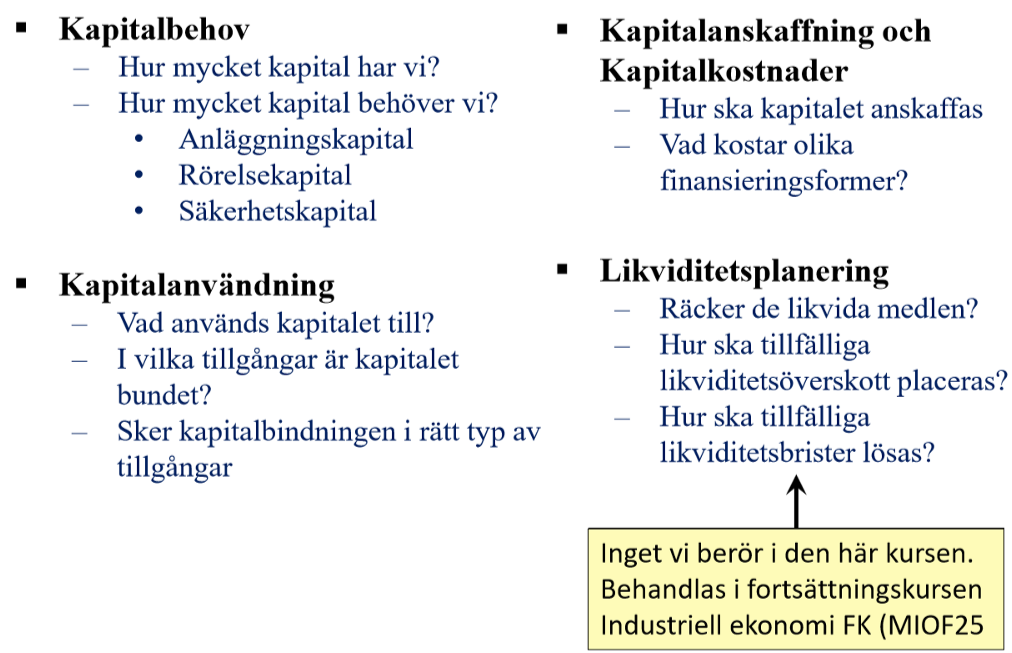 ▪ Kapitalbehov
– Hur mycket kapital har vi?
– Hur mycket kapital behöver vi?
• Anläggningskapital
• Rörelsekapital
• Säkerhetskapital
▪ Kapitalanvändning
– Vad används kapitalet till?
– I vilka tillgångar är kapitalet
bundet?
– Sker kapitalbindningen i rätt typ av
tillgångar
▪ Kapitalanskaffning och
Kapitalkostnader
– Hur ska kapitalet anskaffas
– Vad kostar olika
finansieringsformer?
▪ Likviditetsplanering
– Räcker de likvida medlen?
– Hur ska tillfälliga
likviditetsöverskott placeras?
– Hur ska tillfälliga
likviditetsbrister lösas?
Inget vi berör i den här kursen.
Behandlas i fortsättningskursen
Industriell ekonomi FK (MIOF25